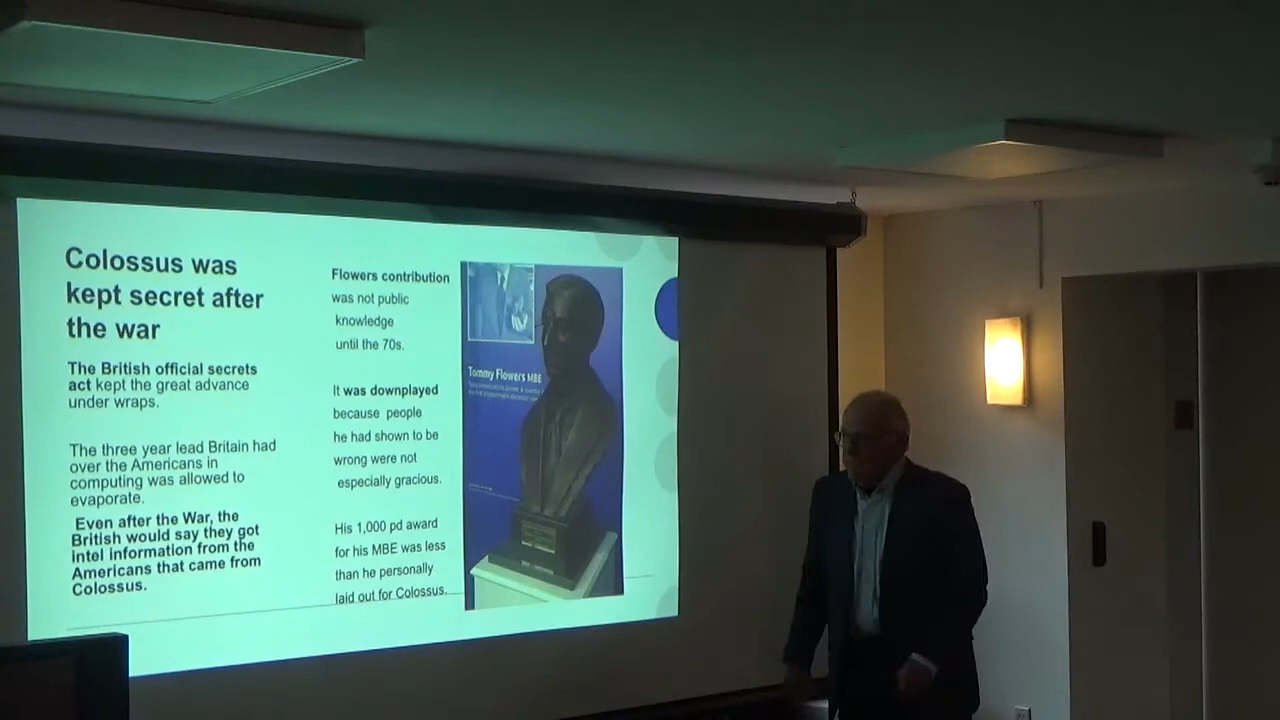 Colossus was
kept secret after
the war
The British official secrets
act kept the great advance
under wraps.
The three year lead Britain had
over the Americans in
computing was allowed to
evaporate.
Even after the War, the
British would say they got
intel information from the
Americans that came from
Colossus.
Flowers contribution
was not public
knowledge
until the 70s.
It was downplayed
because people
he had shown to be
wrong were not
especially gracious.
His 1,000 pd award
for his MBE was less
than he personally
laid out for Colossus.
Tommy Flowers MBE